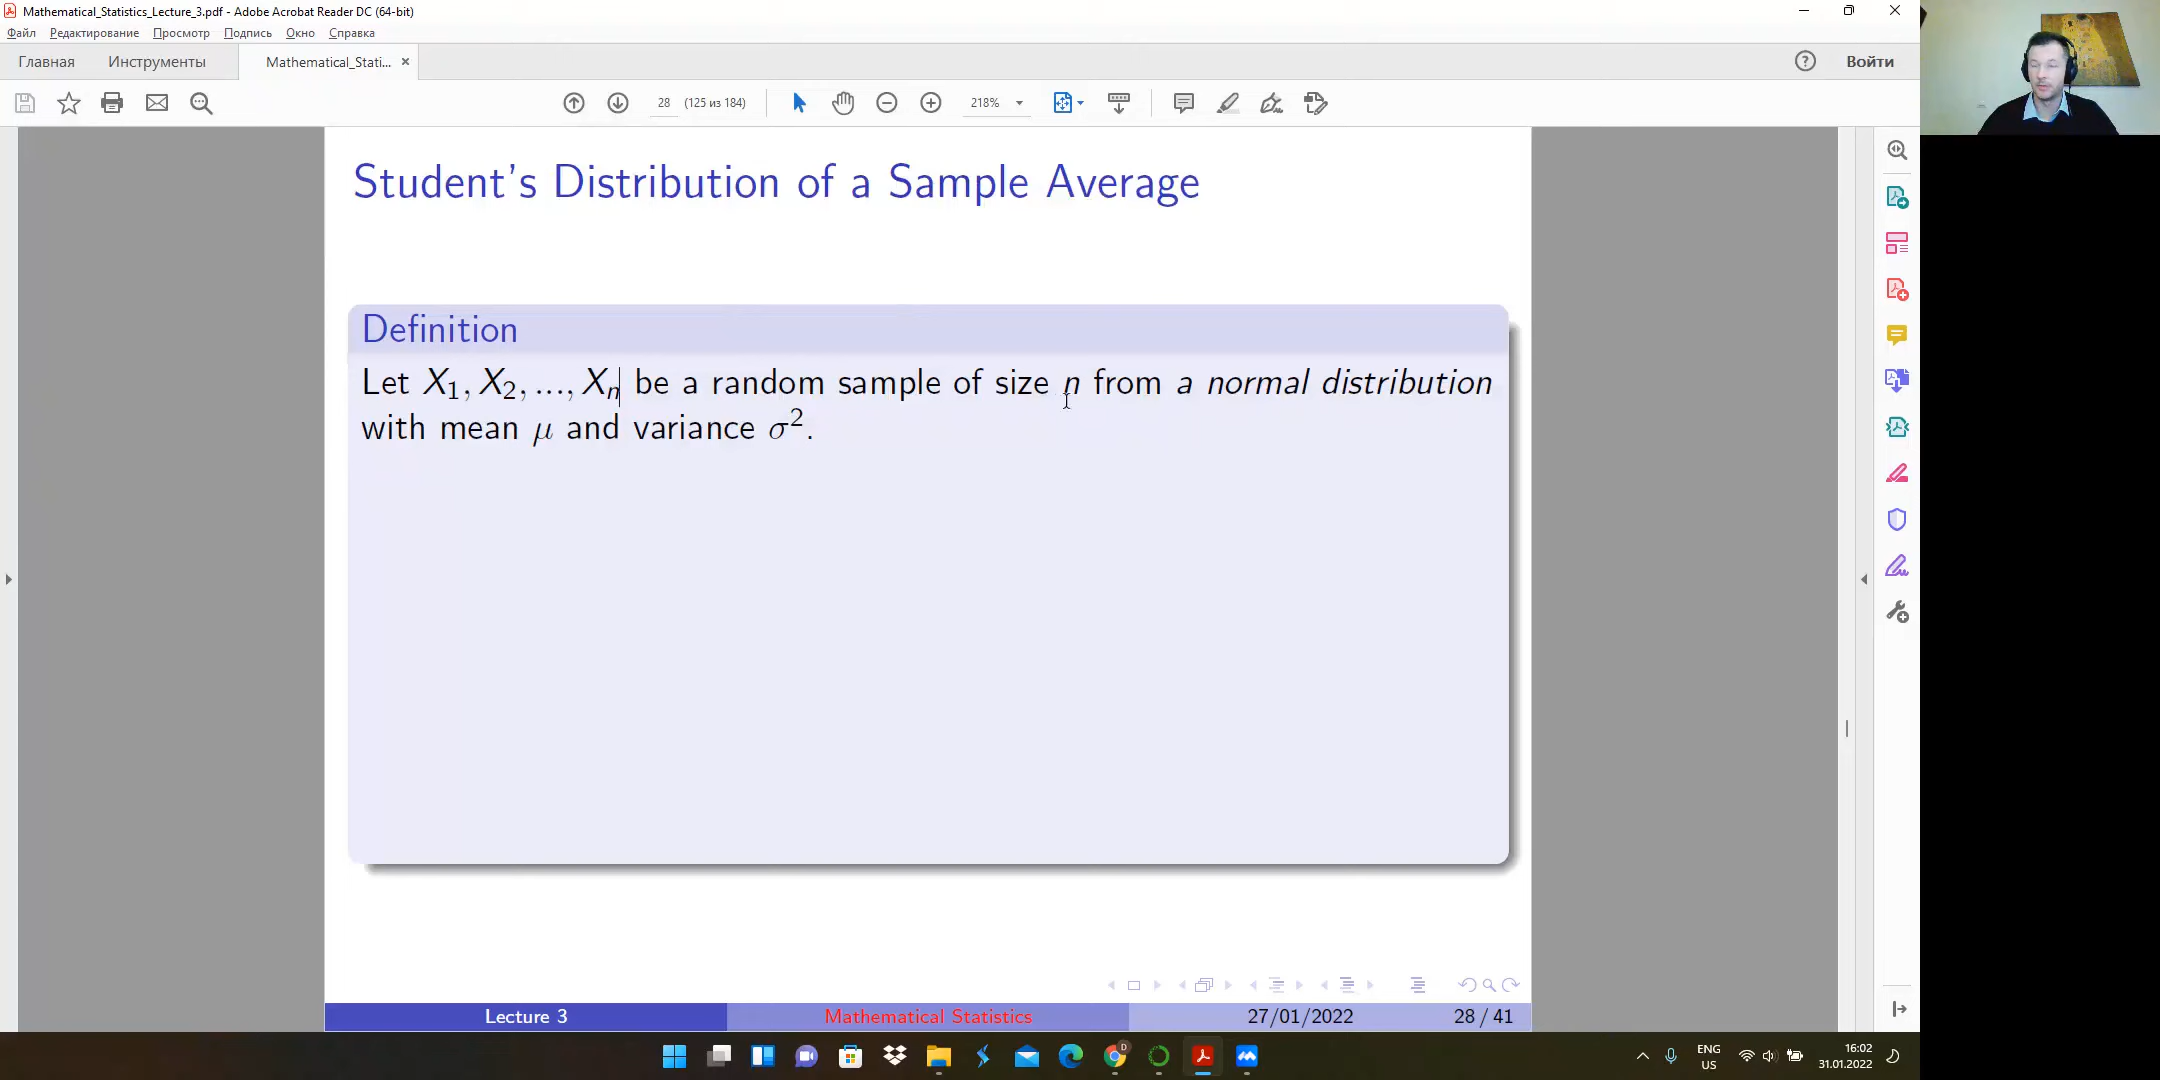 Mathematical_Statistics_Lecture_3.pdf - Adobe Acrobat Reader DC (64-bit)
Файл Редактирование Просмотр Подпись Окно Справка
Главная Инструменты Mathematical_Stati... × Войти
28 (125 из 184) 218%
Student's Distribution of a Sample Average
Definition
Let X₁, X₂, ..., Xₙ be a random sample of size n from a normal distribution
with mean μ and variance σ².
Lecture 3 Mathematical Statistics 27/01/2022 28 / 41
ENG 16:02
US 31.01.2022